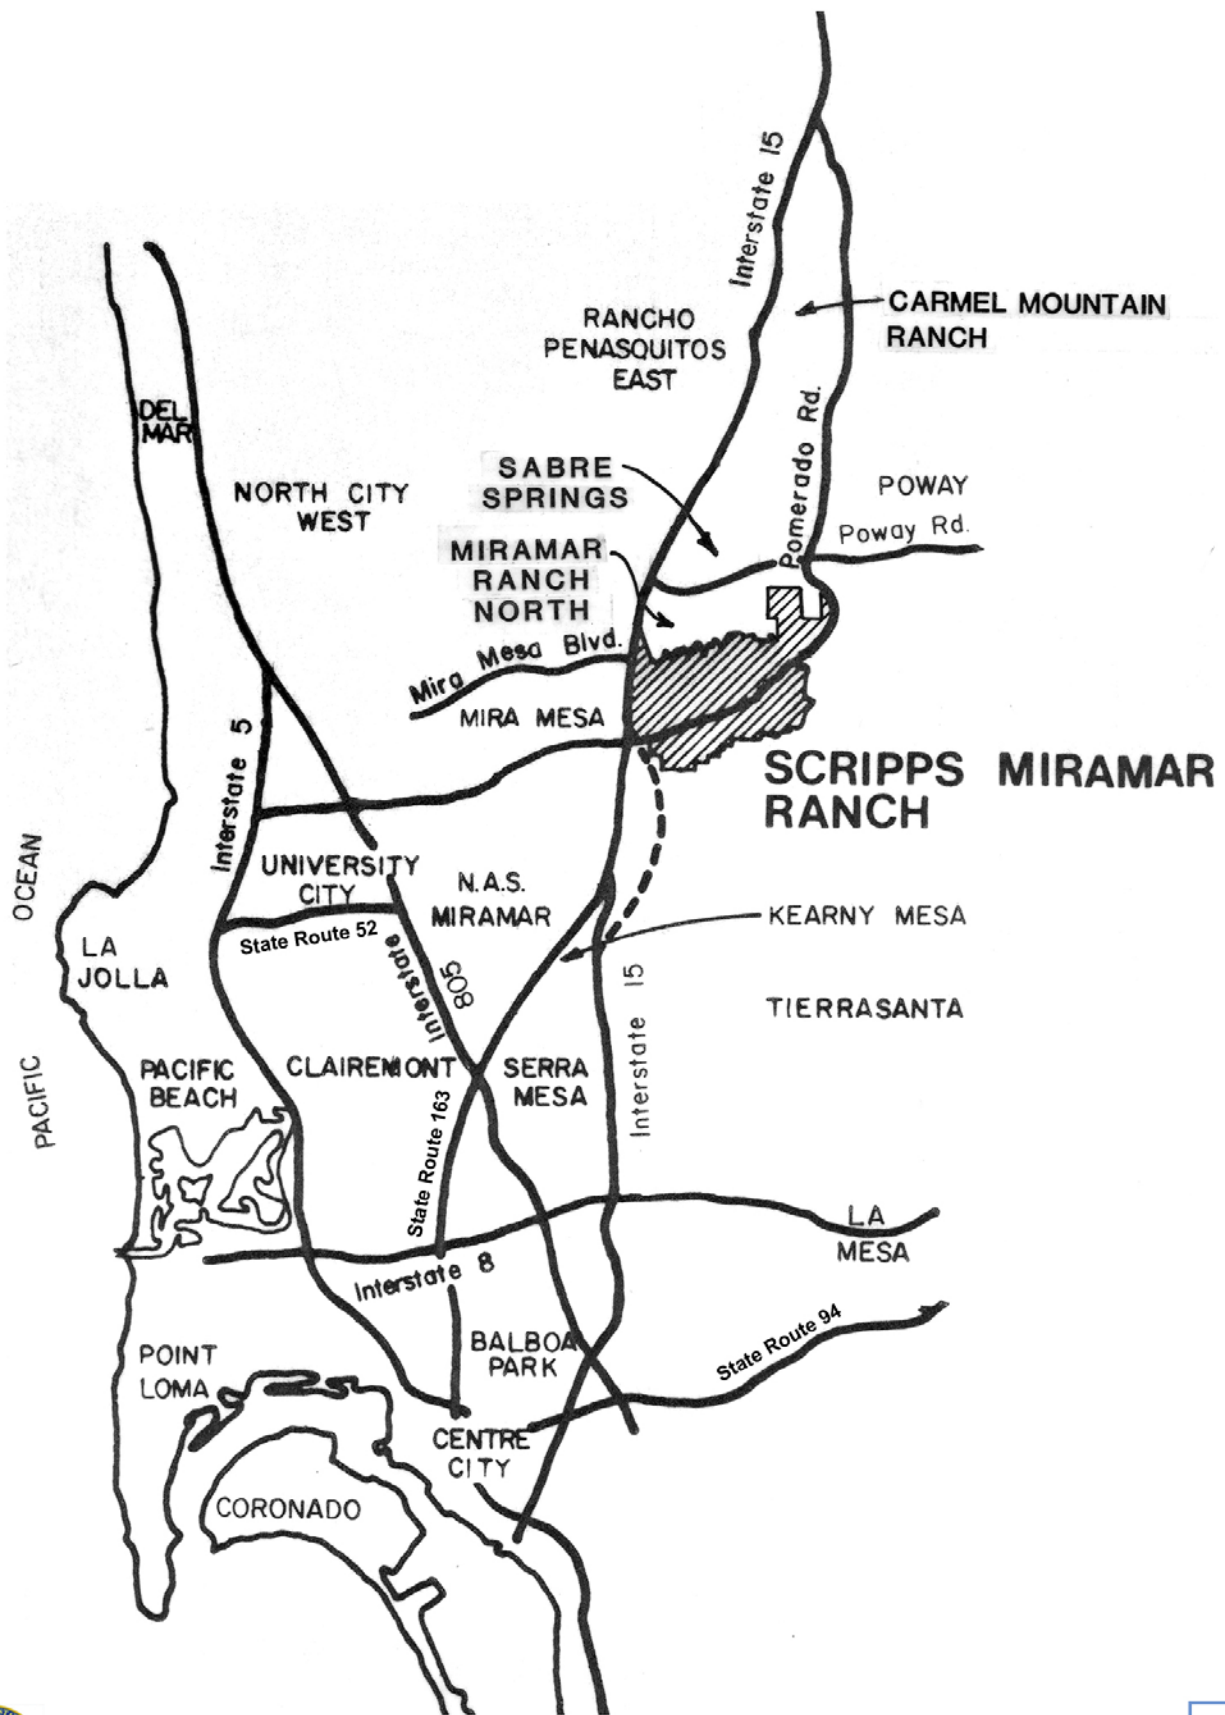 Interstate 15
CARMEL MOUNTAIN
RANCH
RANCHO
PENASQUITOS
EAST
DEL
MAR
Pomerado Rd.
SABRE
SPRINGS
NORTH CITY
WEST
POWAY
Poway Rd.
MIRAMAR
RANCH
NORTH
Mira Mesa Blvd.
MIRA MESA
Interstate 5
SCRIPPS MIRAMAR
RANCH
OCEAN
UNIVERSITY
CITY
N.A.S.
MIRAMAR
KEARNY MESA
State Route 52
LA
JOLLA
Interstate
805
Interstate 15
TIERRASANTA
PACIFIC
PACIFIC
BEACH
CLAIREMONT
SERRA
MESA
State Route 163
LA
MESA
Interstate 8
BALBOA
PARK
State Route 94
POINT
LOMA
CENTRE
CITY
CORONADO